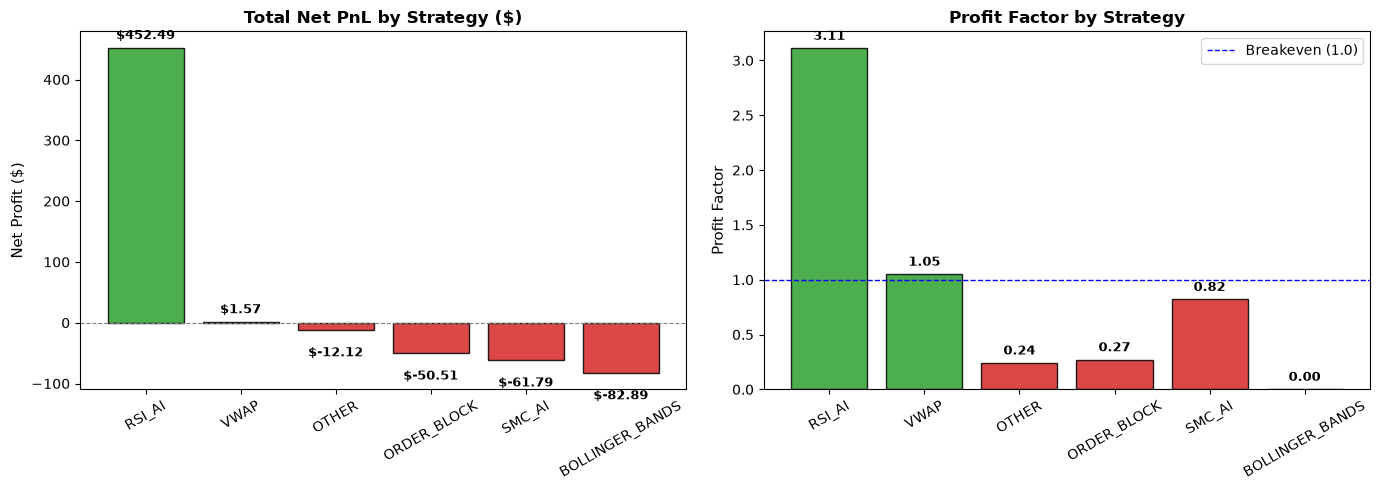 Total Net PnL by Strategy ($)
Net Profit ($)
400
300
200
100
0
−100
$452.49
$1.57
$-12.12
$-50.51
$-61.79
$-82.89
RSI_AI
VWAP
OTHER
ORDER_BLOCK
SMC_AI
BOLLINGER_BANDS
Profit Factor by Strategy
Breakeven (1.0)
Profit Factor
3.0
2.5
2.0
1.5
1.0
0.5
0.0
3.11
1.05
0.24
0.27
0.82
0.00
RSI_AI
VWAP
OTHER
ORDER_BLOCK
SMC_AI
BOLLINGER_BANDS